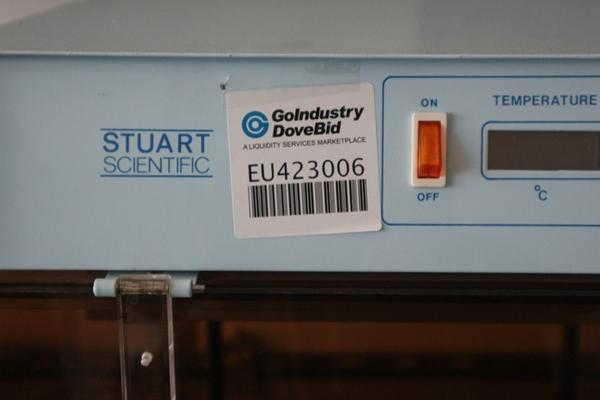 STUART
SCIENTIFIC
GoIndustry
DoveBid
A LIQUIDITY SERVICES MARKETPLACE
EU423006
ON
OFF
TEMPERATURE
°C